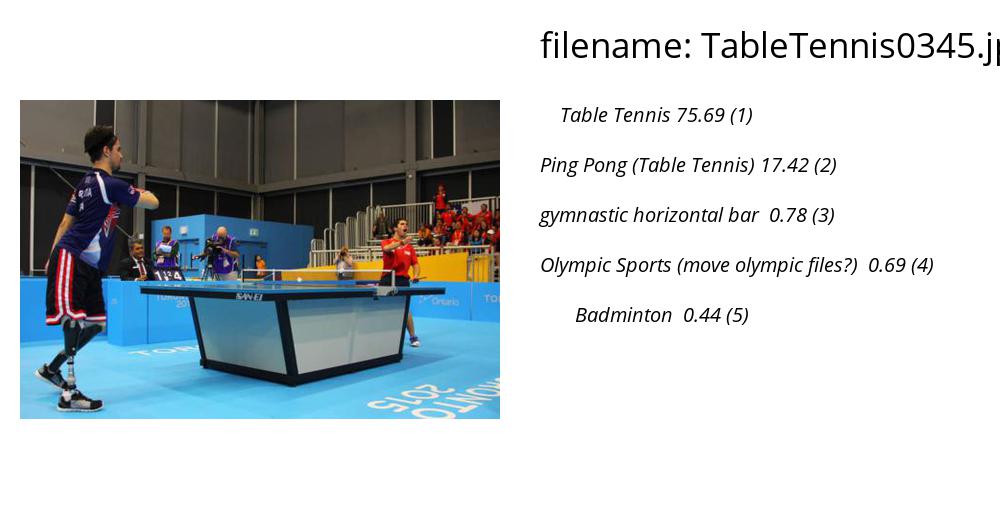 filename: TableTennis0345.j
Table Tennis 75.69 (1)
Ping Pong (Table Tennis) 17.42 (2)
gymnastic horizontal bar 0.78 (3)
Olympic Sports (move olympic files?) 0.69 (4)
Badminton 0.44 (5)
SAN-EI
Ontario
TORONTO
2015